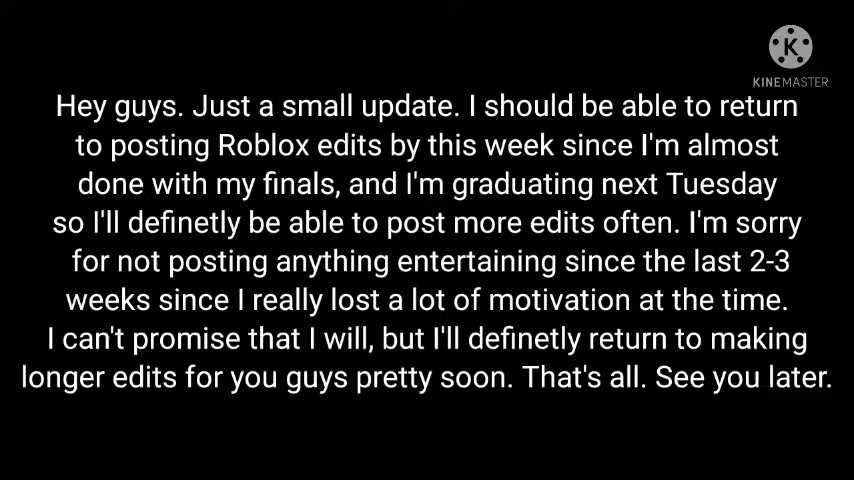 K
KINEMASTER
Hey guys. Just a small update. I should be able to return
to posting Roblox edits by this week since I'm almost
done with my finals, and I'm graduating next Tuesday
so I'll definetly be able to post more edits often. I'm sorry
for not posting anything entertaining since the last 2-3
weeks since I really lost a lot of motivation at the time.
I can't promise that I will, but I'll definetly return to making
longer edits for you guys pretty soon. That's all. See you later.